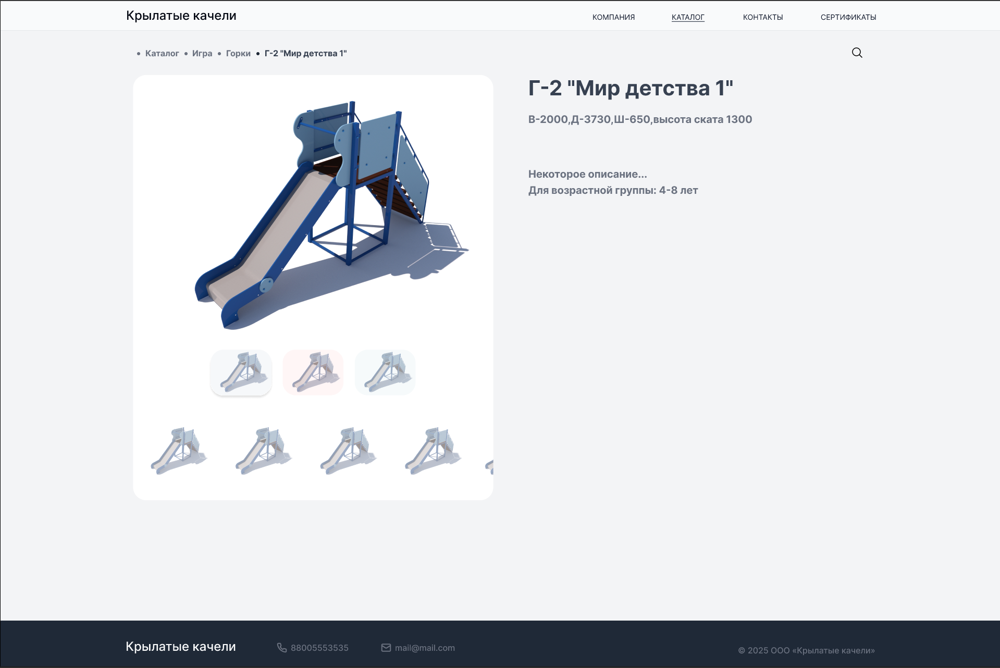 Крылатые качели
КОМПАНИЯ
КАТАЛОГ
КОНТАКТЫ
СЕРТИФИКАТЫ
• Каталог • Игра • Горки • Г-2 "Мир детства 1"
Г-2 "Мир детства 1"
В-2000,Д-3730,Ш-650,высота ската 1300
Некоторое описание...
Для возрастной группы: 4-8 лет
Крылатые качели
88005553535
mail@mail.com
© 2025 ООО «Крылатые качели»